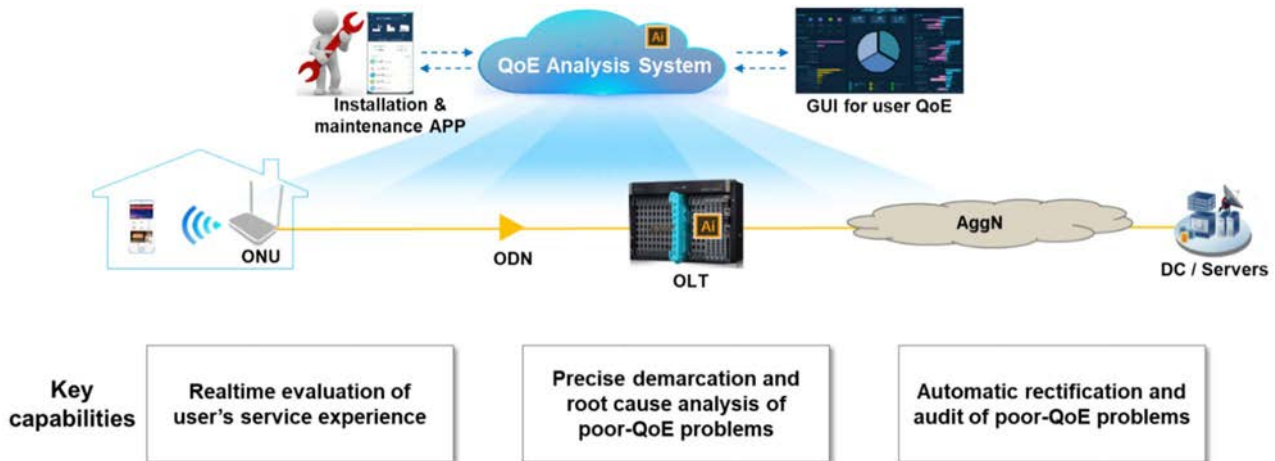 Ai
QoE Analysis System
Installation &
maintenance APP
GUI for user QoE
ONU
ODN
Ai
OLT
AggN
DC / Servers
Key
capabilities
Realtime evaluation of
user's service experience
Precise demarcation and
root cause analysis of
poor-QoE problems
Automatic rectification and
audit of poor-QoE problems